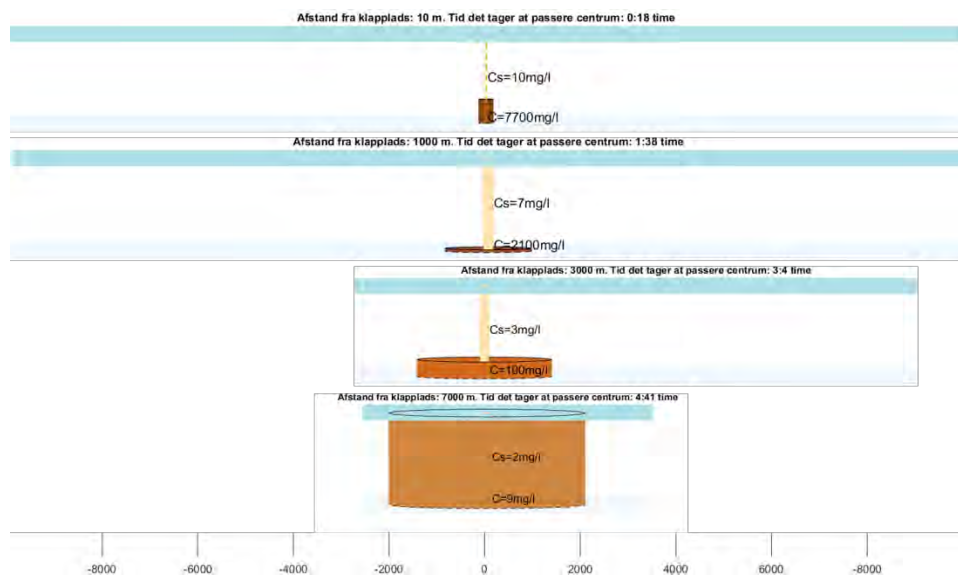 Afstand fra klapplads: 10 m. Tid det tager at passere centrum: 0:18 time
Cs=10mg/l
C=7700mg/l
Afstand fra klapplads: 1000 m. Tid det tager at passere centrum: 1:38 time
Cs=7mg/l
C=2100mg/l
Afstand fra klapplads: 3000 m. Tid det tager at passere centrum: 3:4 time
Cs=3mg/l
C=100mg/l
Afstand fra klapplads: 7000 m. Tid det tager at passere centrum: 4:41 time
Cs=2mg/l
C=9mg/l
-8000 -6000 -4000 -2000 0 2000 -4000 -6000 -8000